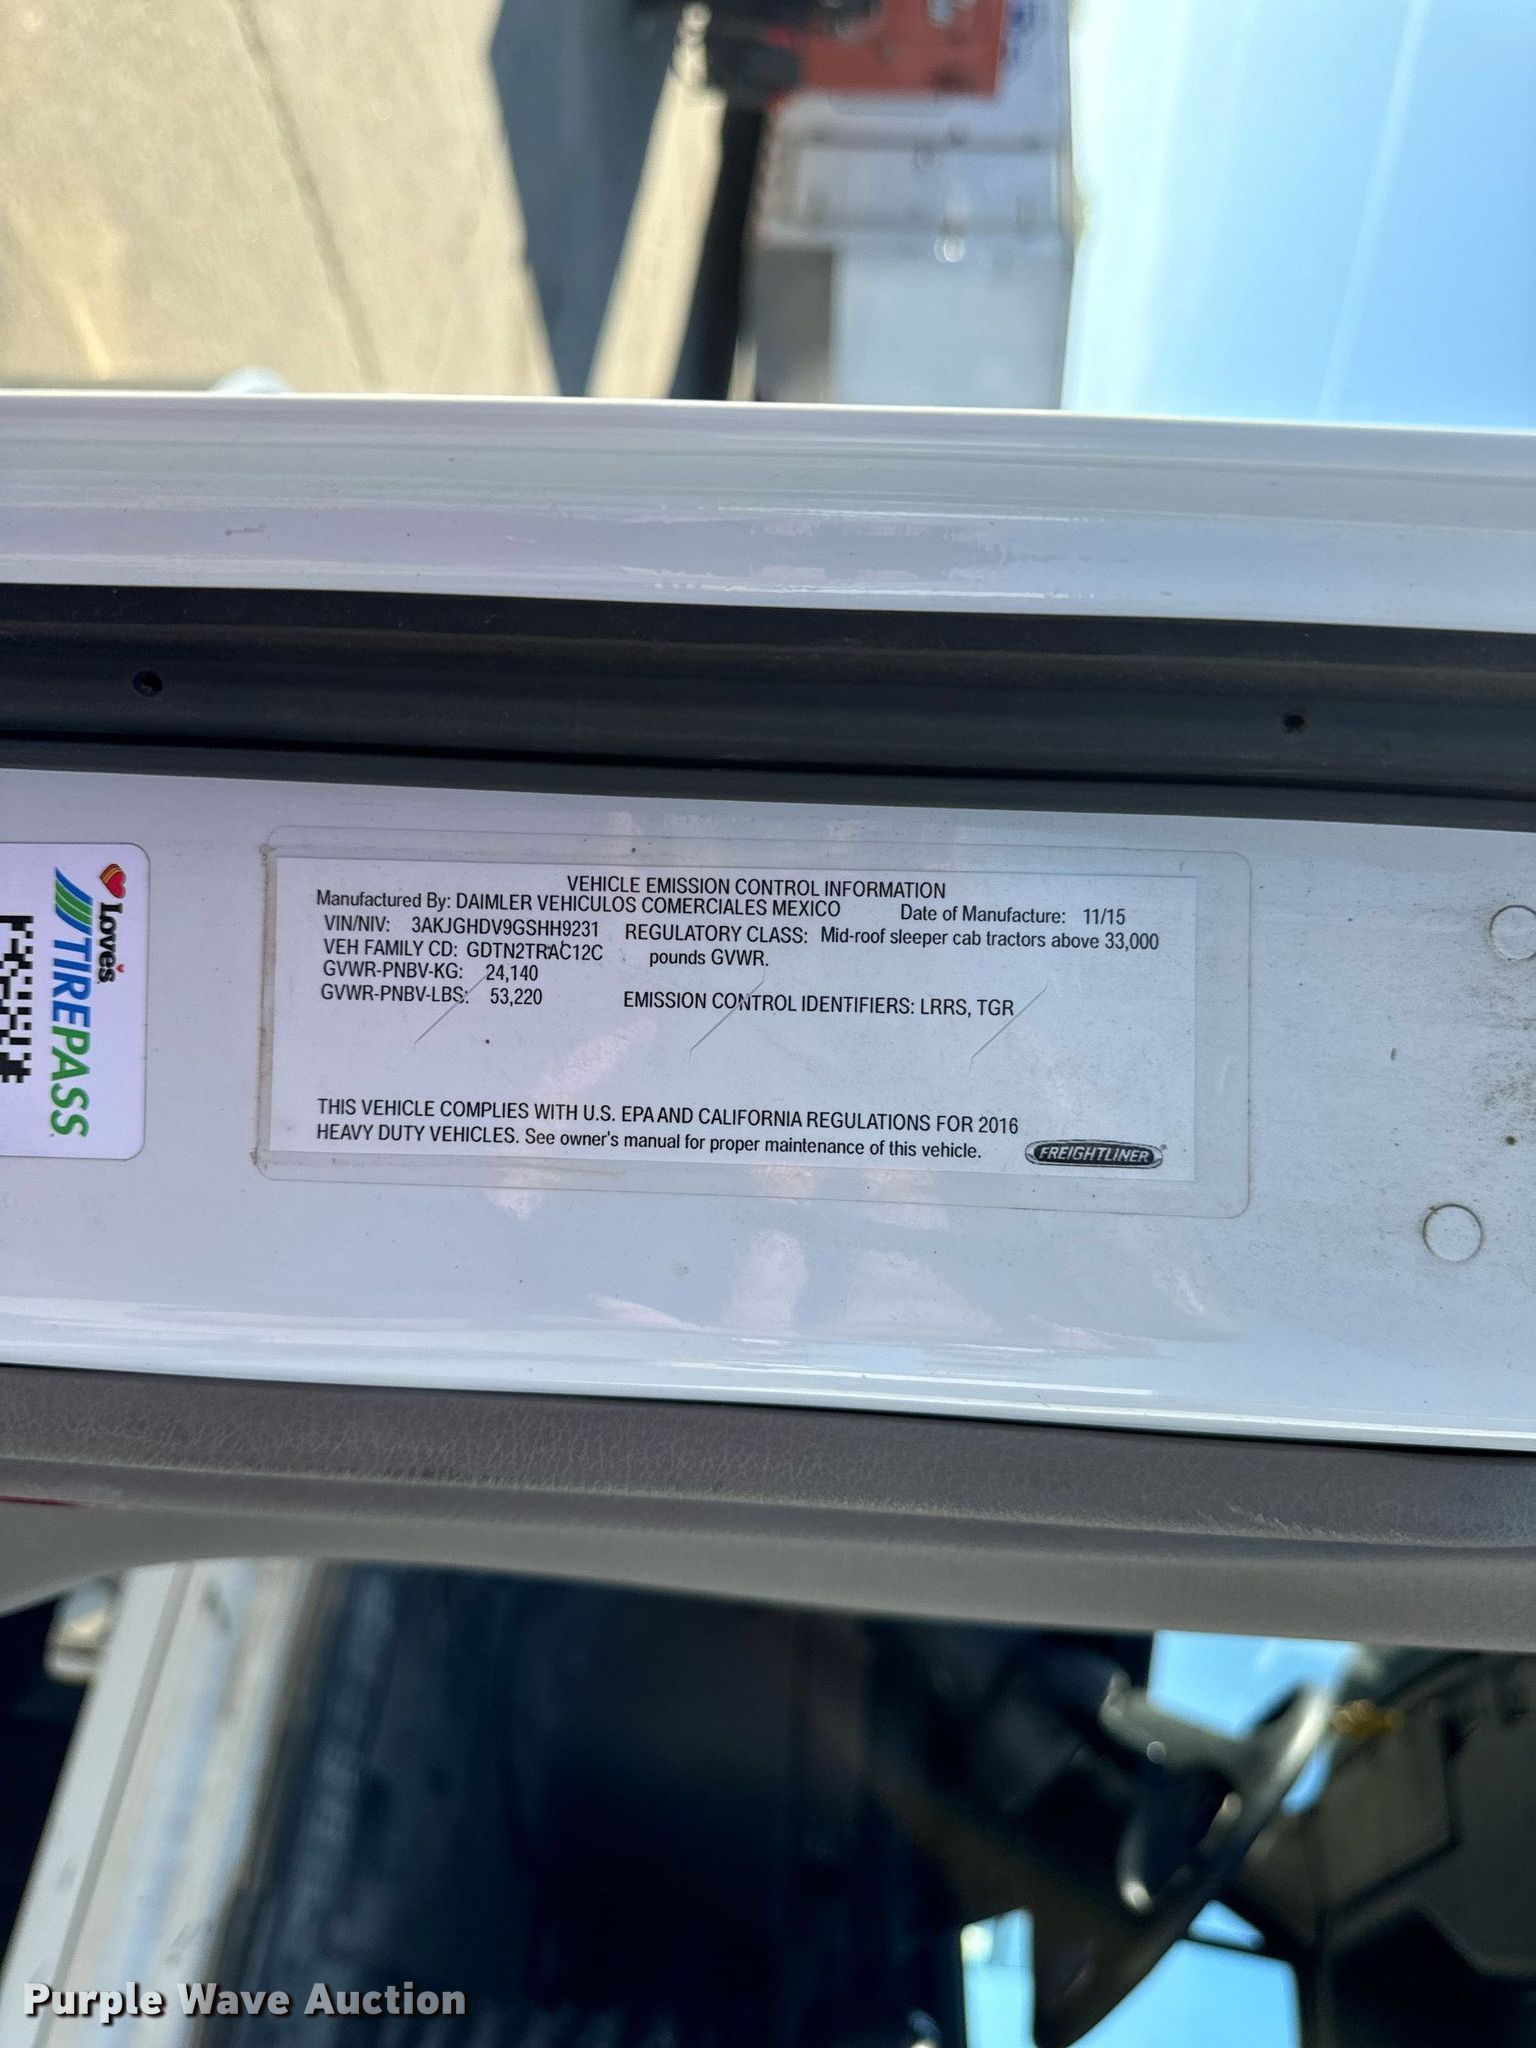 VEHICLE EMISSION CONTROL INFORMATION
Manufactured By: DAIMLER VEHICULOS COMERCIALES MEXICO Date of Manufacture: 11/15
VIN/NIV: 3AKJGHDV9GSHH9231 REGULATORY CLASS: Mid-roof sleeper cab tractors above 33,000
VEH FAMILY CD: GDTN2TRAC12C pounds GVWR.
GVWR-PNBV-KG: 24,140
GVWR-PNBV-LBS: 53,220 EMISSION CONTROL IDENTIFIERS: LRRS, TGR
THIS VEHICLE COMPLIES WITH U.S. EPA AND CALIFORNIA REGULATIONS FOR 2016
HEAVY DUTY VEHICLES. See owner's manual for proper maintenance of this vehicle.
FREIGHTLINER
Love's
TIREPASS
Purple Wave Auction